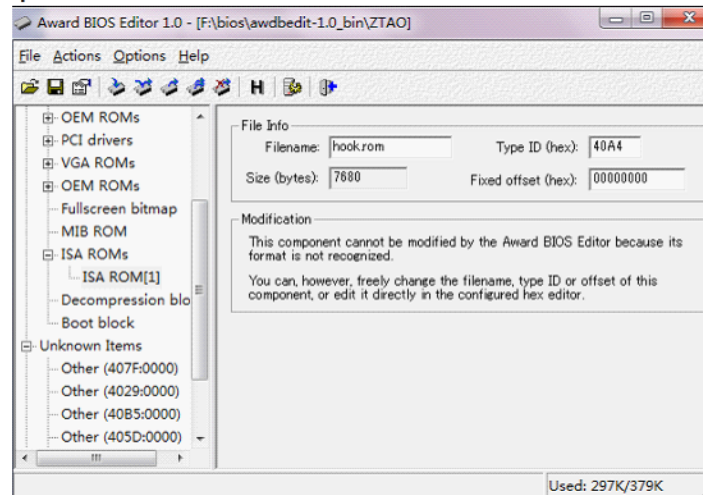 Award BIOS Editor 1.0 - [F:\bios\awdbedit-1.0_bin\ZTAO]
File Actions Options Help
H
OEM ROMs
PCI drivers
VGA ROMs
OEM ROMs
Fullscreen bitmap
MIB ROM
ISA ROMs
ISA ROM[1]
Decompression blo
Boot block
Unknown Items
Other (407F:0000)
Other (4029:0000)
Other (40B5:0000)
Other (405D:0000)
File Info
Filename: hook.rom Type ID (hex): 40A4
Size (bytes): 7680 Fixed offset (hex): 00000000
Modification
This component cannot be modified by the Award BIOS Editor because its
format is not recognized.
You can, however, freely change the filename, type ID or offset of this
component, or edit it directly in the configured hex editor.
Used: 297K/379K